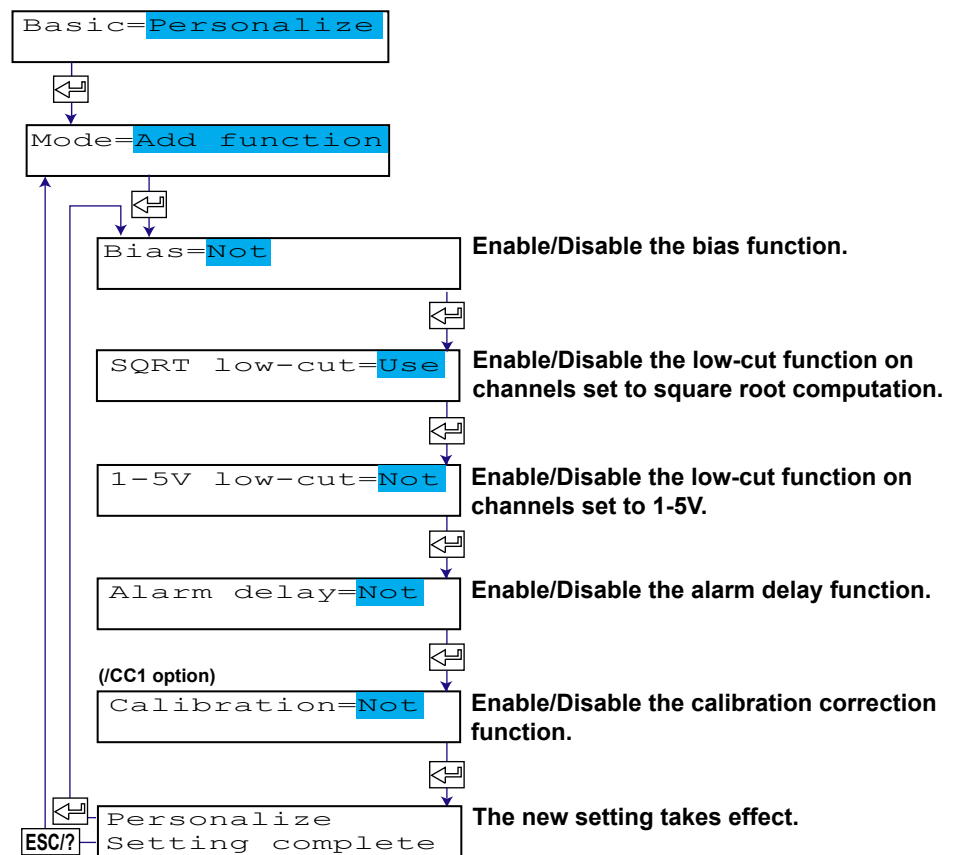 Basic=Personalize
Mode=Add function
Bias=Not
Enable/Disable the bias function.
SQRT low-cut=Use
Enable/Disable the low-cut function on
channels set to square root computation.
1-5V low-cut=Not
Enable/Disable the low-cut function on
channels set to 1-5V.
Alarm delay=Not
Enable/Disable the alarm delay function.
(/CC1 option)
Calibration=Not
Enable/Disable the calibration correction
function.
Personalize
The new setting takes effect.
ESC/?
Setting complete